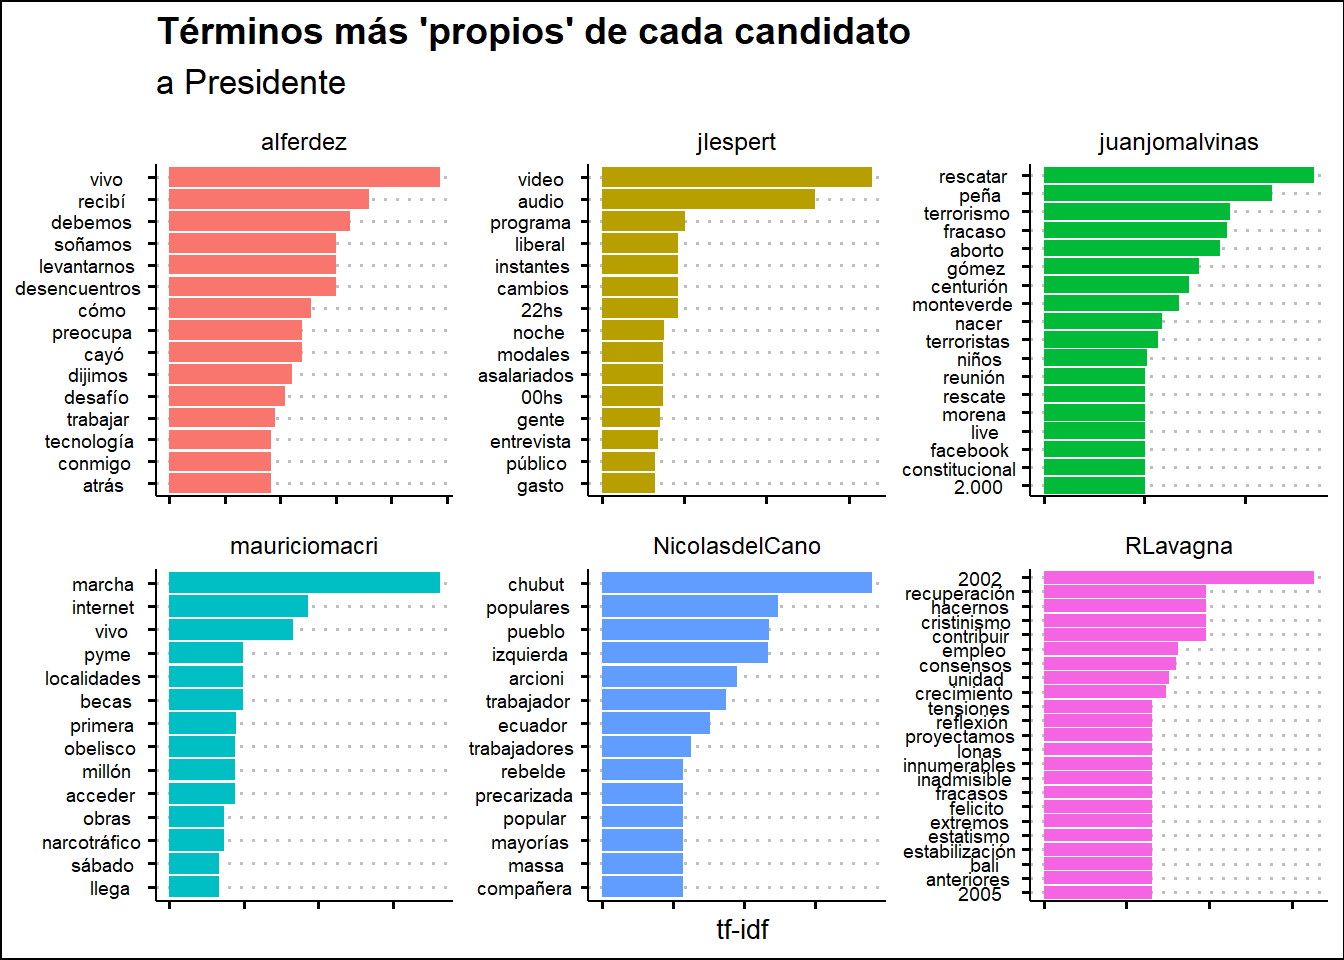 Términos más 'propios' de cada candidato
a Presidente
alferdez
vivo
recibí
debemos
soñamos
levantarnos
desencuentros
cómo
preocupa
cayó
dijimos
desafío
trabajar
tecnología
conmigo
atrás
jlespert
video
audio
programa
liberal
instantes
cambios
22hs
noche
modales
asalariados
00hs
gente
entrevista
público
gasto
juanjomalvinas
rescatar
peña
terrorismo
fracaso
aborto
gómez
centurión
monteverde
nacer
terroristas
niños
reunión
rescate
morena
live
facebook
constitucional
2.000
mauriciomacri
marcha
internet
vivo
pyme
localidades
becas
primera
obelisco
millón
acceder
obras
narcotráfico
sábado
llega
NicolasdelCano
chubut
populares
pueblo
izquierda
arcioni
trabajador
ecuador
trabajadores
rebelde
precarizada
popular
mayorías
massa
compañera
RLavagna
2002
recuperación
hacernos
cristinismo
contribuir
empleo
consensos
unidad
crecimiento
tensiones
reflexión
proyectamos
lonas
innumerables
inadmisible
fracasos
felicito
extremos
estatismo
estabilización
bali
anteriores
2005
tf-idf